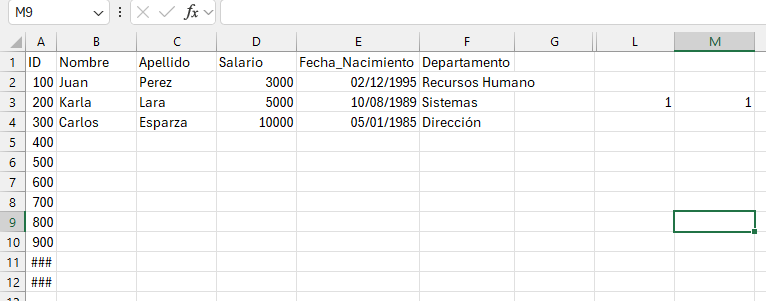 M9 fx
A B C D E F G L M
1 ID Nombre Apellido Salario Fecha_Nacimiento Departamento
2 100 Juan Perez 3000 02/12/1995 Recursos Humano
3 200 Karla Lara 5000 10/08/1989 Sistemas 1 1
4 300 Carlos Esparza 10000 05/01/1985 Dirección
5 400
6 500
7 600
8 700
9 800
10 900
11 ###
12 ###